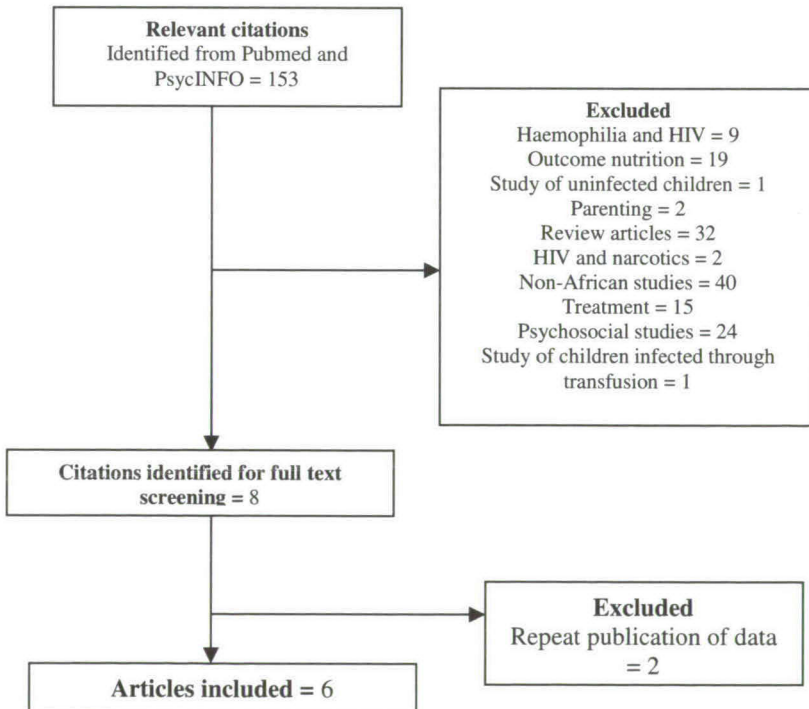 Relevant citations
Identified from Pubmed and
PsycINFO = 153
Excluded
Haemophilia and HIV = 9
Outcome nutrition = 19
Study of uninfected children = 1
Parenting = 2
Review articles = 32
HIV and narcotics = 2
Non-African studies = 40
Treatment = 15
Psychosocial studies = 24
Study of children infected through
transfusion = 1
Citations identified for full text
screening = 8
Excluded
Repeat publication of data
= 2
Articles included = 6